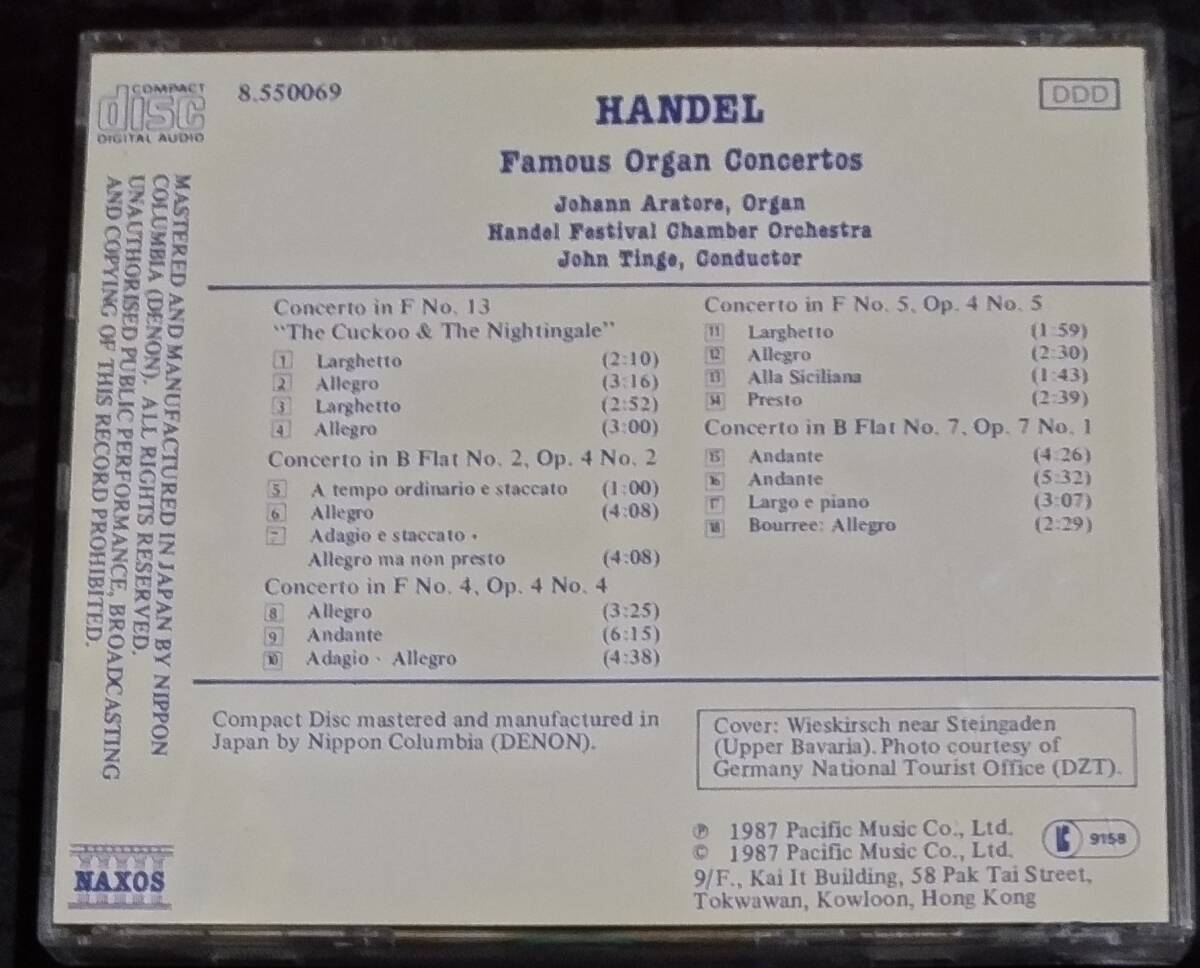 COMPACT
disc
DIGITAL AUDIO
8.550069
DDD
HANDEL
Famous Organ Concertos
Johann Aratore, Organ
Handel Festival Chamber Orchestra
John Tinge, Conductor
MASTERED AND MANUFACTURED IN JAPAN BY NIPPON
COLUMBIA (DENON). ALL RIGHTS RESERVED.
UNAUTHORISED PUBLIC PERFORMANCE, BROADCASTING
AND COPYING OF THIS RECORD PROHIBITED.
Concerto in F No. 13
"The Cuckoo & The Nightingale"
1 Larghetto (2:10)
2 Allegro (3:16)
3 Larghetto (2:52)
4 Allegro (3:00)
Concerto in B Flat No. 2, Op. 4 No. 2
5 A tempo ordinario e staccato (1:00)
6 Allegro (4:08)
7 Adagio e staccato ·
Allegro ma non presto (4:08)
Concerto in F No. 4, Op. 4 No. 4
8 Allegro (3:25)
9 Andante (6:15)
10 Adagio、Allegro (4:38)
Concerto in F No. 5, Op. 4 No. 5
11 Larghetto (1:59)
12 Allegro (2:30)
13 Alla Siciliana (1:43)
14 Presto (2:39)
Concerto in B Flat No. 7, Op. 7 No. 1
15 Andante (4:26)
16 Andante (5:32)
17 Largo e piano (3:07)
18 Bourree: Allegro (2:29)
Compact Disc mastered and manufactured in
Japan by Nippon Columbia (DENON).
Cover: Wieskirsch near Steingaden
(Upper Bavaria). Photo courtesy of
Germany National Tourist Office (DZT).
℗ 1987 Pacific Music Co., Ltd.
© 1987 Pacific Music Co., Ltd.
9/F., Kai It Building, 58 Pak Tai Street,
Tokwawan, Kowloon, Hong Kong
9158
NAXOS